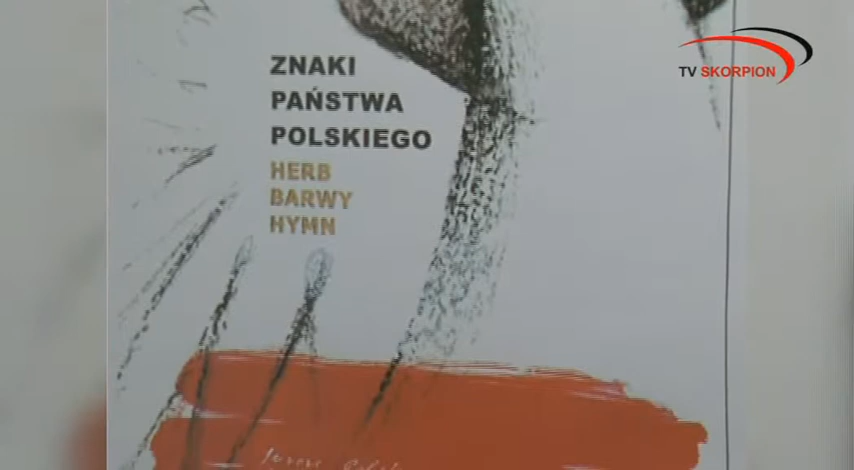 ZNAKI
PAŃSTWA
POLSKIEGO
HERB
BARWY
HYMN
TV SKORPION